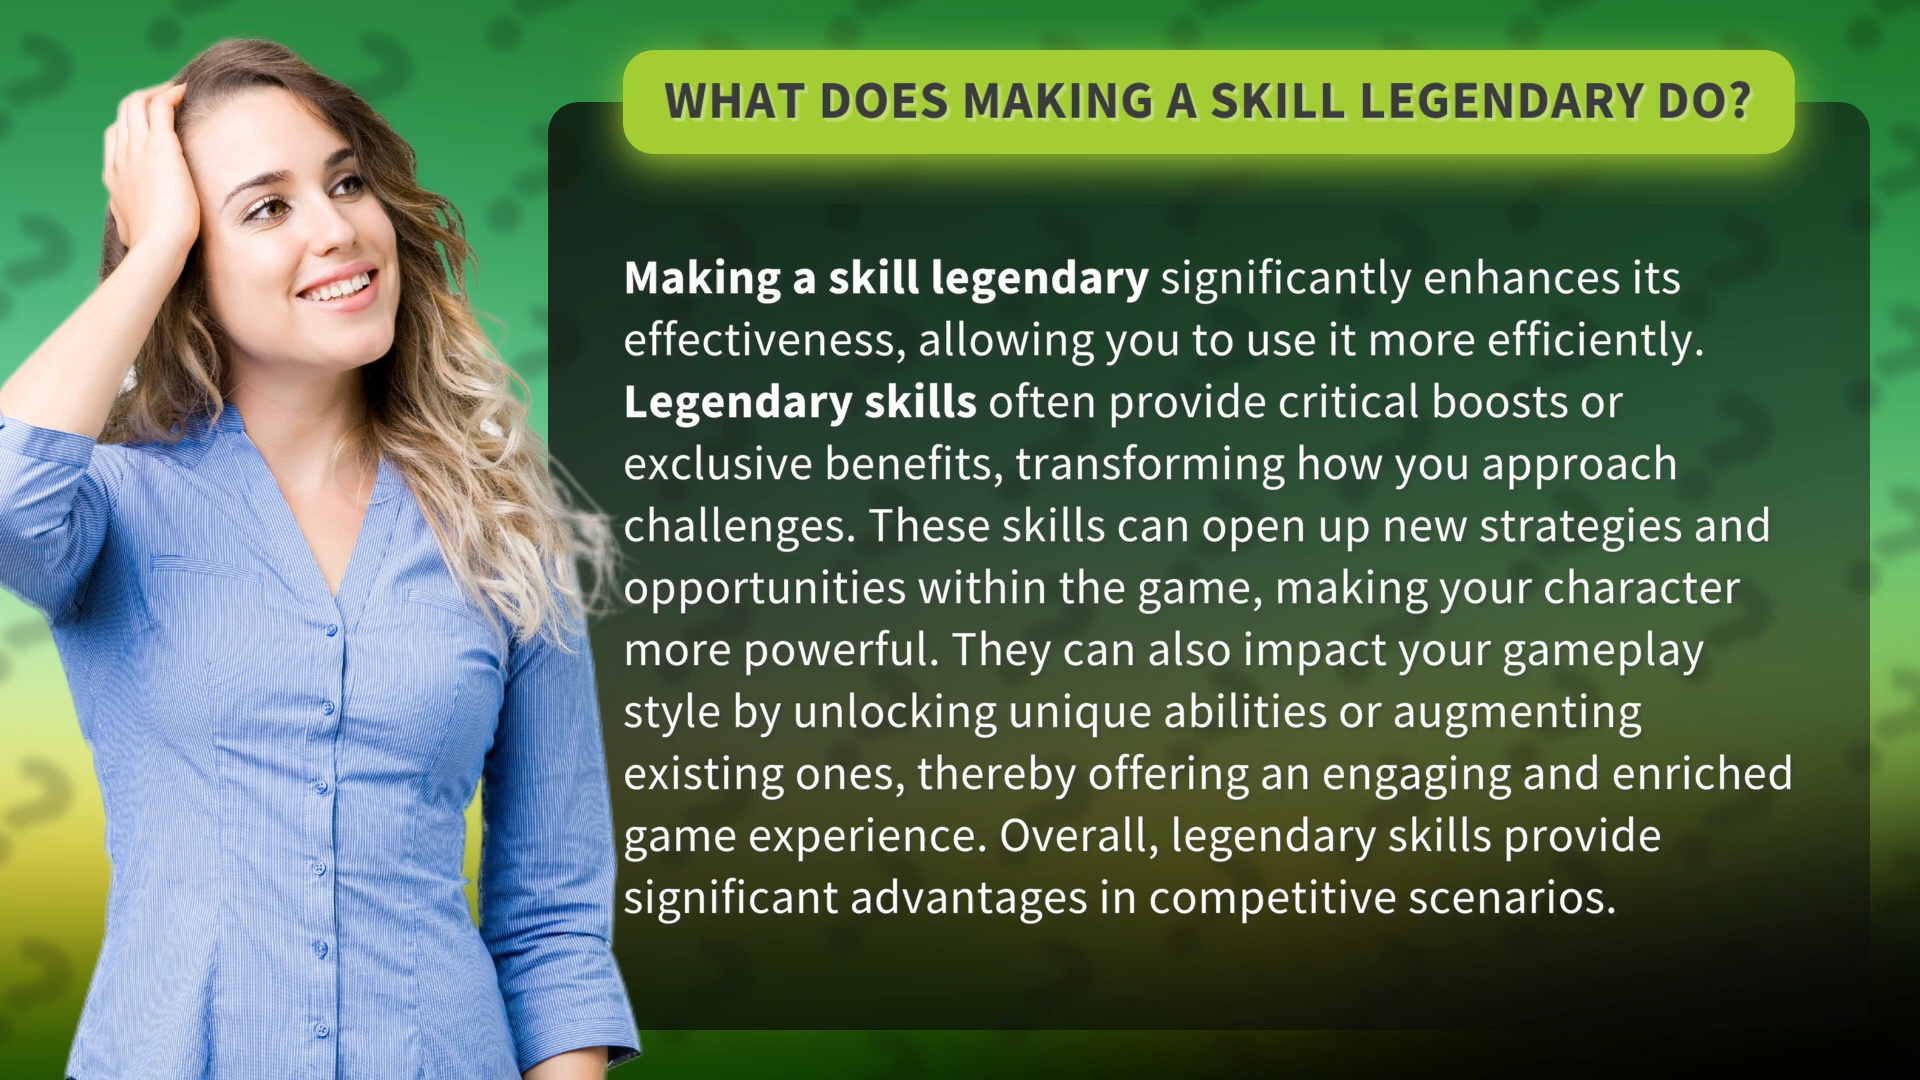 WHAT DOES MAKING A SKILL LEGENDARY DO?
Making a skill legendary significantly enhances its
effectiveness, allowing you to use it more efficiently.
Legendary skills often provide critical boosts or
exclusive benefits, transforming how you approach
challenges. These skills can open up new strategies and
opportunities within the game, making your character
more powerful. They can also impact your gameplay
style by unlocking unique abilities or augmenting
existing ones, thereby offering an engaging and enriched
game experience. Overall, legendary skills provide
significant advantages in competitive scenarios.